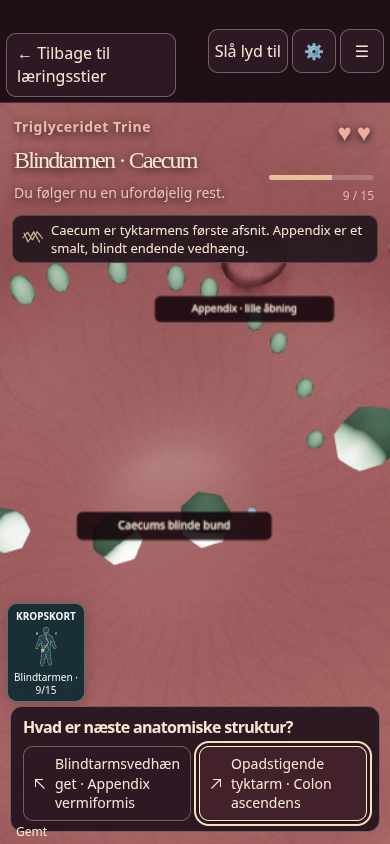 ← Tilbage til
læringsstier
Slå lyd til
⚙️
☰
Triglyceridet Trine
♥ ♥
Blindtarmen · Caecum
Du følger nu en ufordøjelig rest.
9 / 15
Caecum er tyktarmens første afsnit. Appendix er et
smalt, blindt endende vedhæng.
Appendix · lille åbning
Caecums blinde bund
KROPSKORT
Blindtarmen ·
9/15
Hvad er næste anatomiske struktur?
↖ Blindtarmsvedhæn
get · Appendix
vermiformis
↗ Opadstigende
tyktarm · Colon
ascendens
Gemt